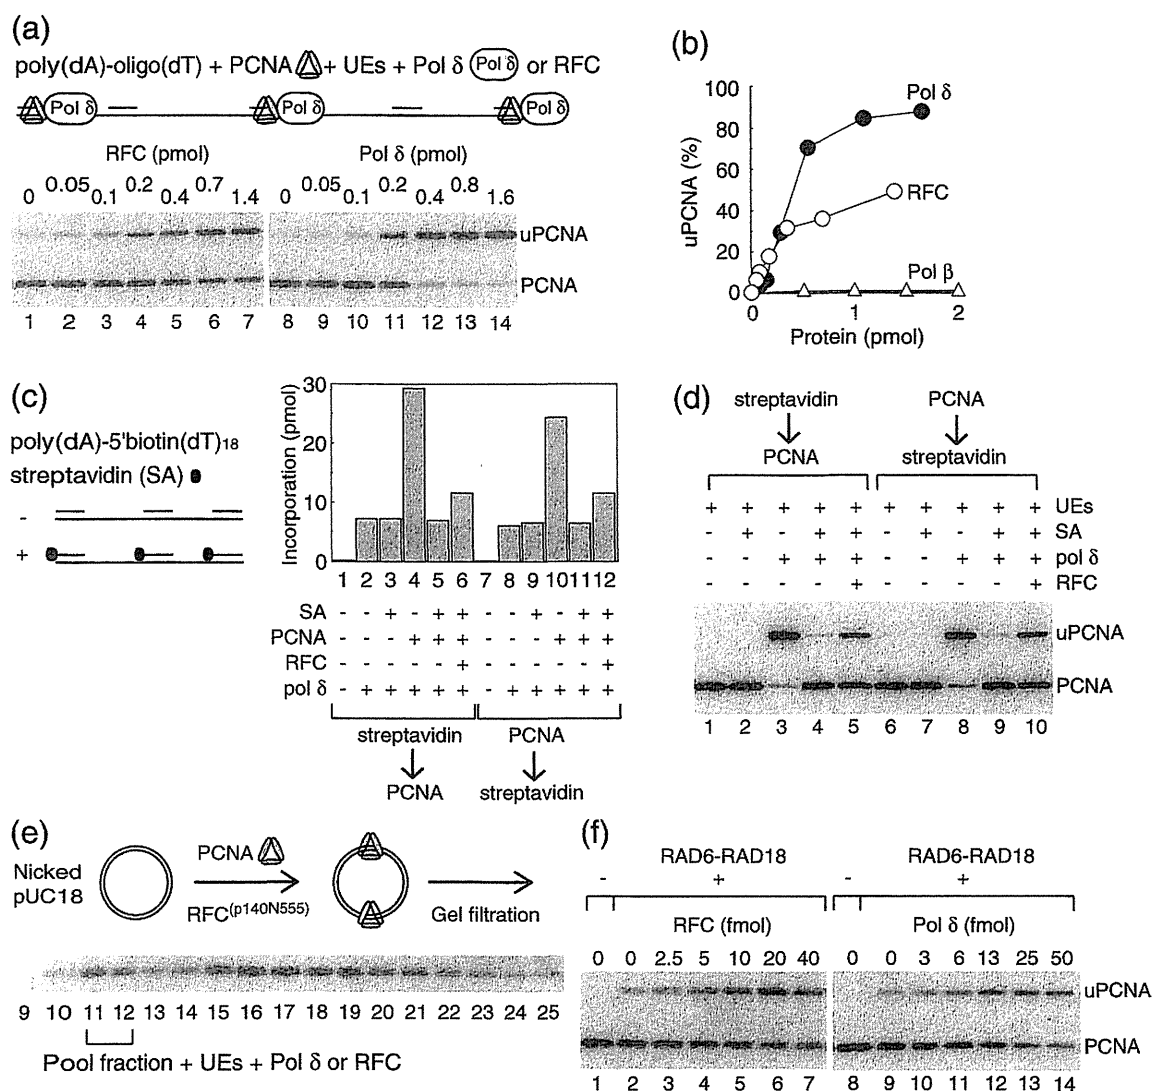 (a)
poly(dA)-oligo(dT) + PCNA + UEs + Pol δ Pol δ or RFC
Pol δ Pol δ Pol δ
RFC (pmol) Pol δ (pmol)
0 0.05 0.1 0.2 0.4 0.7 1.4 0 0.05 0.1 0.2 0.4 0.8 1.6
uPCNA
PCNA
1 2 3 4 5 6 7 8 9 10 11 12 13 14
(b)
100
80
60
40
20
0
uPCNA (%)
Pol δ
RFC
Pol β
0 1 2
Protein (pmol)
(c)
poly(dA)-5'biotin(dT)18
streptavidin (SA)
-
+
30
20
10
0
Incorporation (pmol)
1 2 3 4 5 6 7 8 9 10 11 12
SA - - + - + + - - + - + +
PCNA - - - + + + - - - + + +
RFC - - - - - + - - - - - +
pol δ - + + + + + - + + + + +
streptavidin PCNA
PCNA streptavidin
(d)
streptavidin PCNA
PCNA streptavidin
+ + + + + + + + + + UEs
- + - + + - + - + + SA
- - + + + - - + + + pol δ
- - - - + - - - - + RFC
uPCNA
PCNA
1 2 3 4 5 6 7 8 9 10
(e)
Nicked
pUC18
PCNA
RFC(p140N555)
Gel filtration
9 10 11 12 13 14 15 16 17 18 19 20 21 22 23 24 25
Pool fraction + UEs + Pol δ or RFC
(f)
RAD6-RAD18 RAD6-RAD18
- + - +
RFC (fmol) Pol δ (fmol)
0 0 2.5 5 10 20 40 0 0 3 6 13 25 50
uPCNA
PCNA
1 2 3 4 5 6 7 8 9 10 11 12 13 14